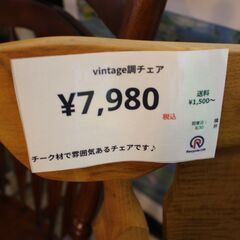 vintage調チェア
¥7,980
税込
送料
¥1,500〜
チーク材で雰囲気あるチェアです♪